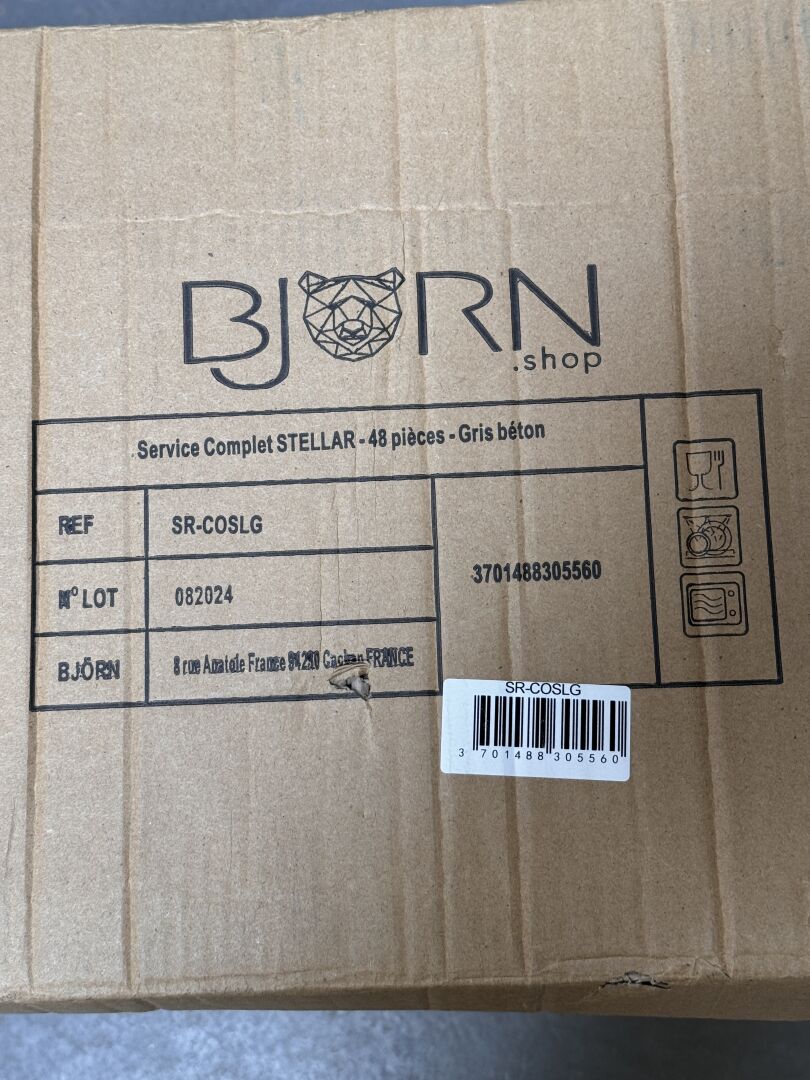 BJÖRN
.shop
Service Complet STELLAR - 48 pièces - Gris béton
REF SR-COSLG
N° LOT 082024
3701488305560
BJÖRN 8 rue Anatole France 94230 Cachan FRANCE
SR-COSLG
3 701488 305560